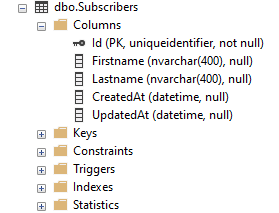 dbo.Subscribers
Columns
Id (PK, uniqueidentifier, not null)
Firstname (nvarchar(400), null)
Lastname (nvarchar(400), null)
CreatedAt (datetime, null)
UpdatedAt (datetime, null)
Keys
Constraints
Triggers
Indexes
Statistics